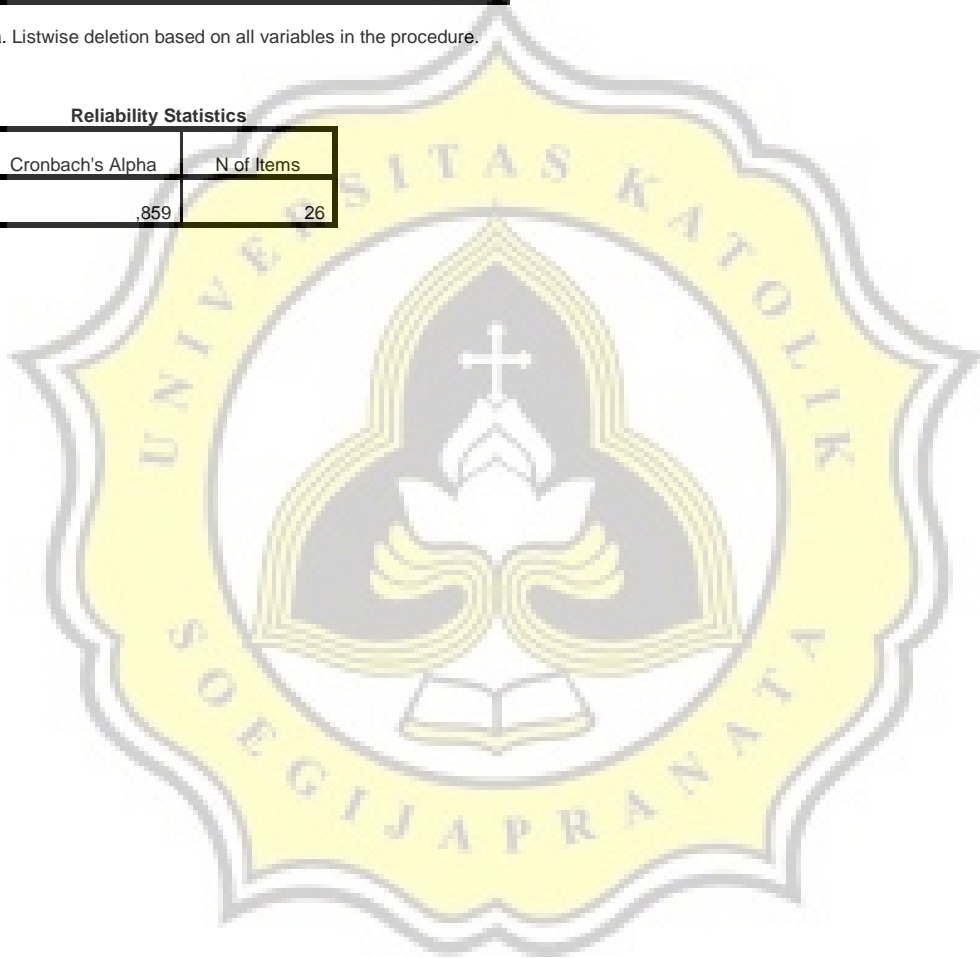 a. Listwise deletion based on all variables in the procedure.
Reliability Statistics
Cronbach's Alpha N of Items
,859 26
UNIVERSITAS KATOLIK
SOEGIJAPRANATA